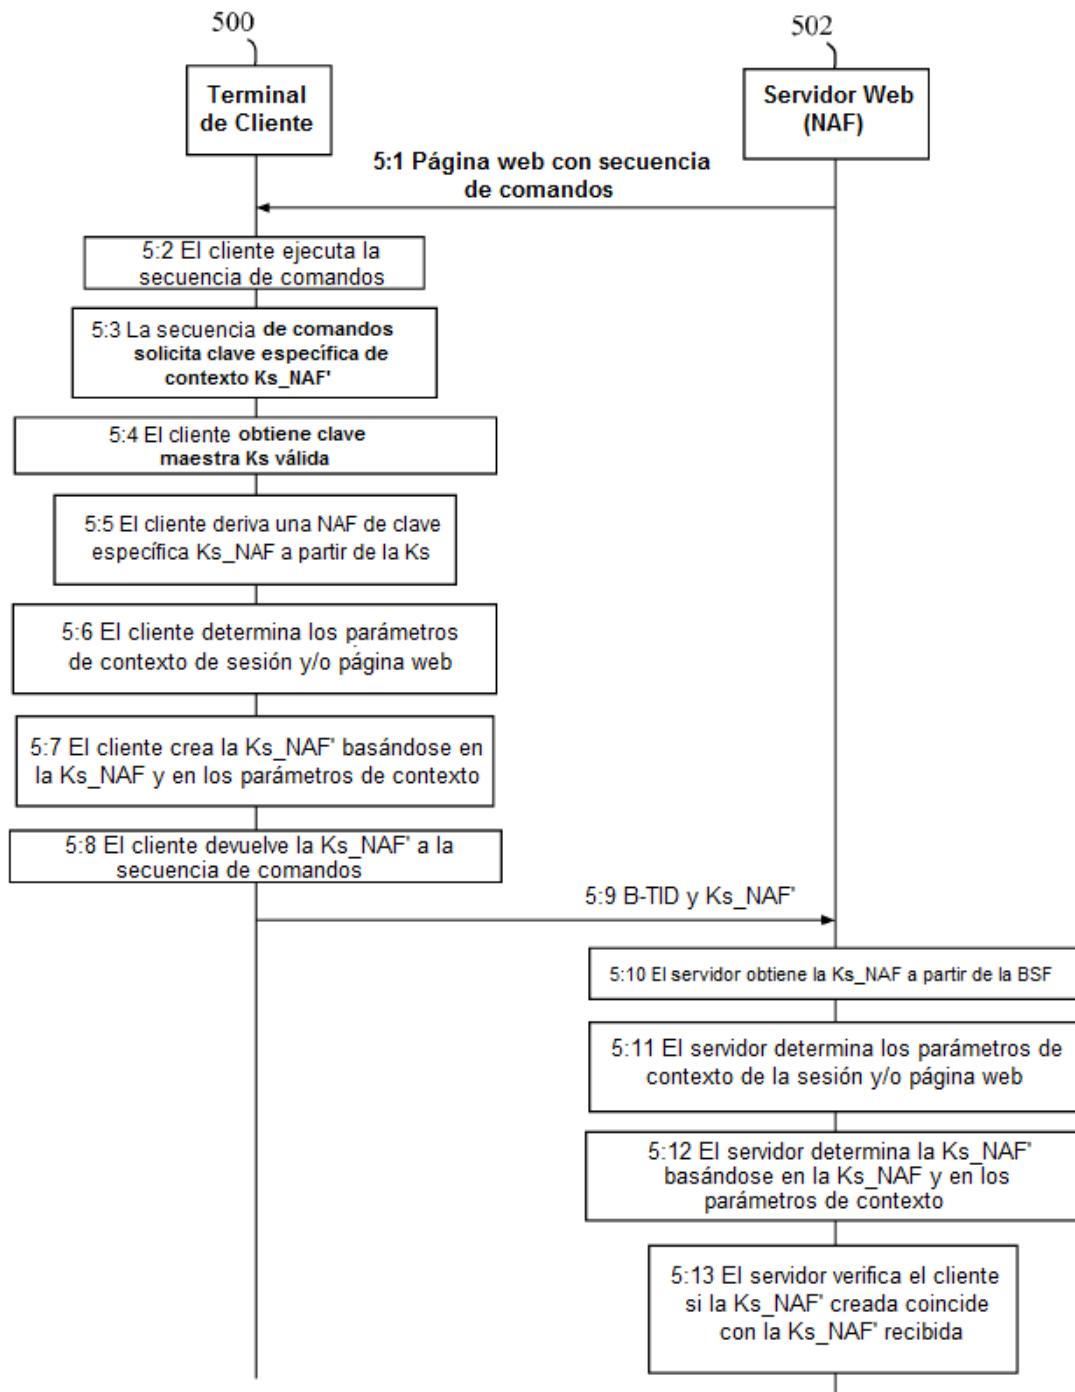 500
502
Terminal
de Cliente
Servidor Web
(NAF)
5:1 Página web con secuencia
de comandos
5:2 El cliente ejecuta la
secuencia de comandos
5:3 La secuencia de comandos
solicita clave específica de
contexto Ks_NAF'
5:4 El cliente obtiene clave
maestra Ks válida
5:5 El cliente deriva una NAF de clave
específica Ks_NAF a partir de la Ks
5:6 El cliente determina los parámetros
de contexto de sesión y/o página web
5:7 El cliente crea la Ks_NAF' basándose en
la Ks_NAF y en los parámetros de contexto
5:8 El cliente devuelve la Ks_NAF' a la
secuencia de comandos
5:9 B-TID y Ks_NAF'
5:10 El servidor obtiene la Ks_NAF a partir de la BSF
5:11 El servidor determina los parámetros de
contexto de la sesión y/o página web
5:12 El servidor determina la Ks_NAF'
basándose en la Ks_NAF y en los
parámetros de contexto
5:13 El servidor verifica el cliente
si la Ks_NAF' creada coincide
con la Ks_NAF' recibida